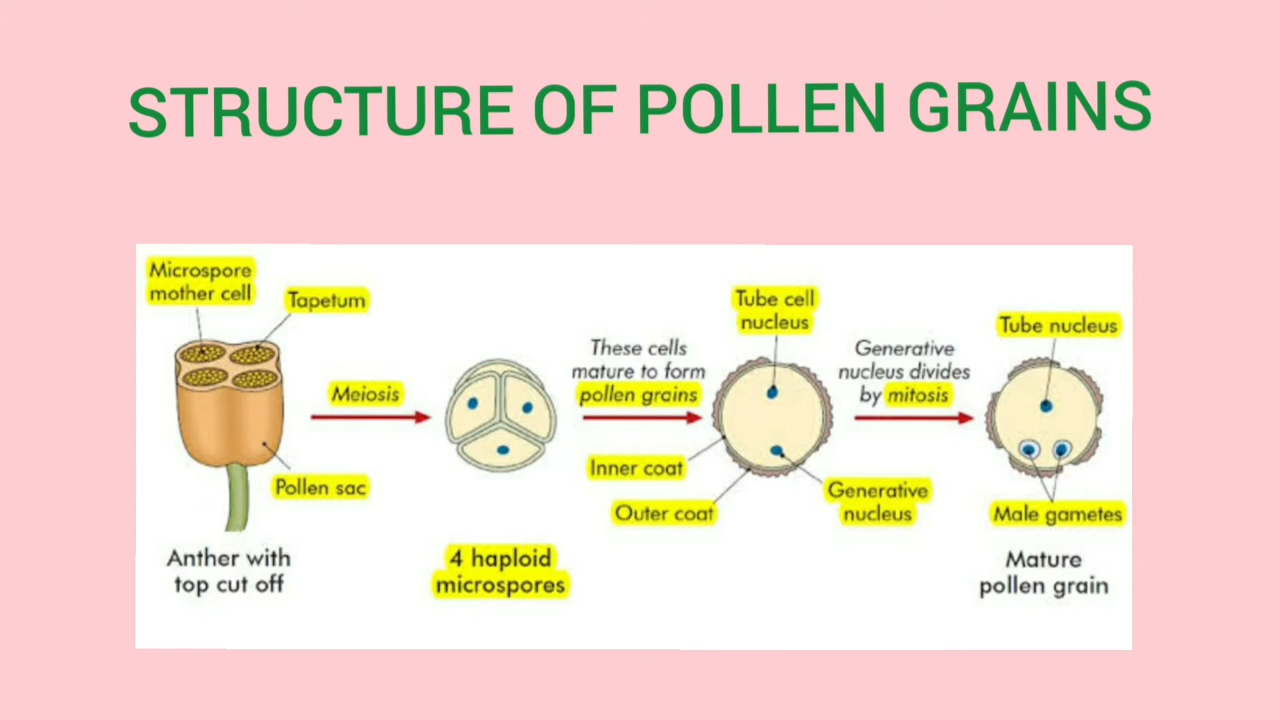 STRUCTURE OF POLLEN GRAINS
Microspore
mother cell
Tapetum
Pollen sac
Anther with
top cut off
Meiosis
4 haploid
microspores
These cells
mature to form
pollen grains
Inner coat
Outer coat
Tube cell
nucleus
Generative
nucleus
Generative
nucleus divides
by mitosis
Tube nucleus
Male gametes
Mature
pollen grain